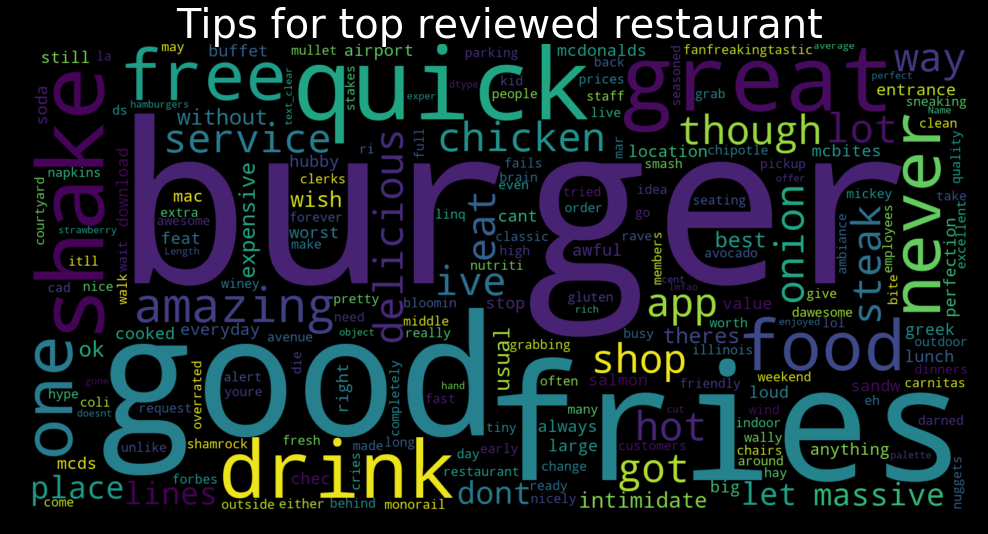 Tips for top reviewed restaurant
still la may buffet mullet airport parking mcdonalds back fanfreakingtastic average way
free quick great
soda ds hamburgers text_clear stakes kid people prices staff live grab seasoned perfect entrance sneaking
shake without dtype exper Name clean
service chicken though lot never
napkins ri full mar location chipotle mcbites quality
courtyard download hubby fails smash pickup
burger
mac clerks brain tried idea offer mickey take
extra wish even order go seating
strawberry awesome forever delicious eat linq cant rave members onion steak employees excellent
feat expensive worst classic awful best avocado ambiance bite perfection
itll wait Length make high
walk winey nutriti gluten cent lmfao
cad nice ive stop rich app value give
amazing pretty bloomin need dawesome
cooked everyday object middle busy worth enjoyed lol greek
one ok avenue really theres food outdoor
good usual grabbing shop illinois lunch
gone alert die right fries dinners
hype youre hand often salmon friendly weekend sandw carnitas
coli doesnt request overrated completely fast many hot cut loud eh
tiny always customers wind indoor wally darned
unlike shamrock fresh made long day early large chairs anything
mcds cries restaurant change got around palette
forbes drink chec ready hay nuggets
place lines dont nicely intimidate big let massive
come outside either behind monorail